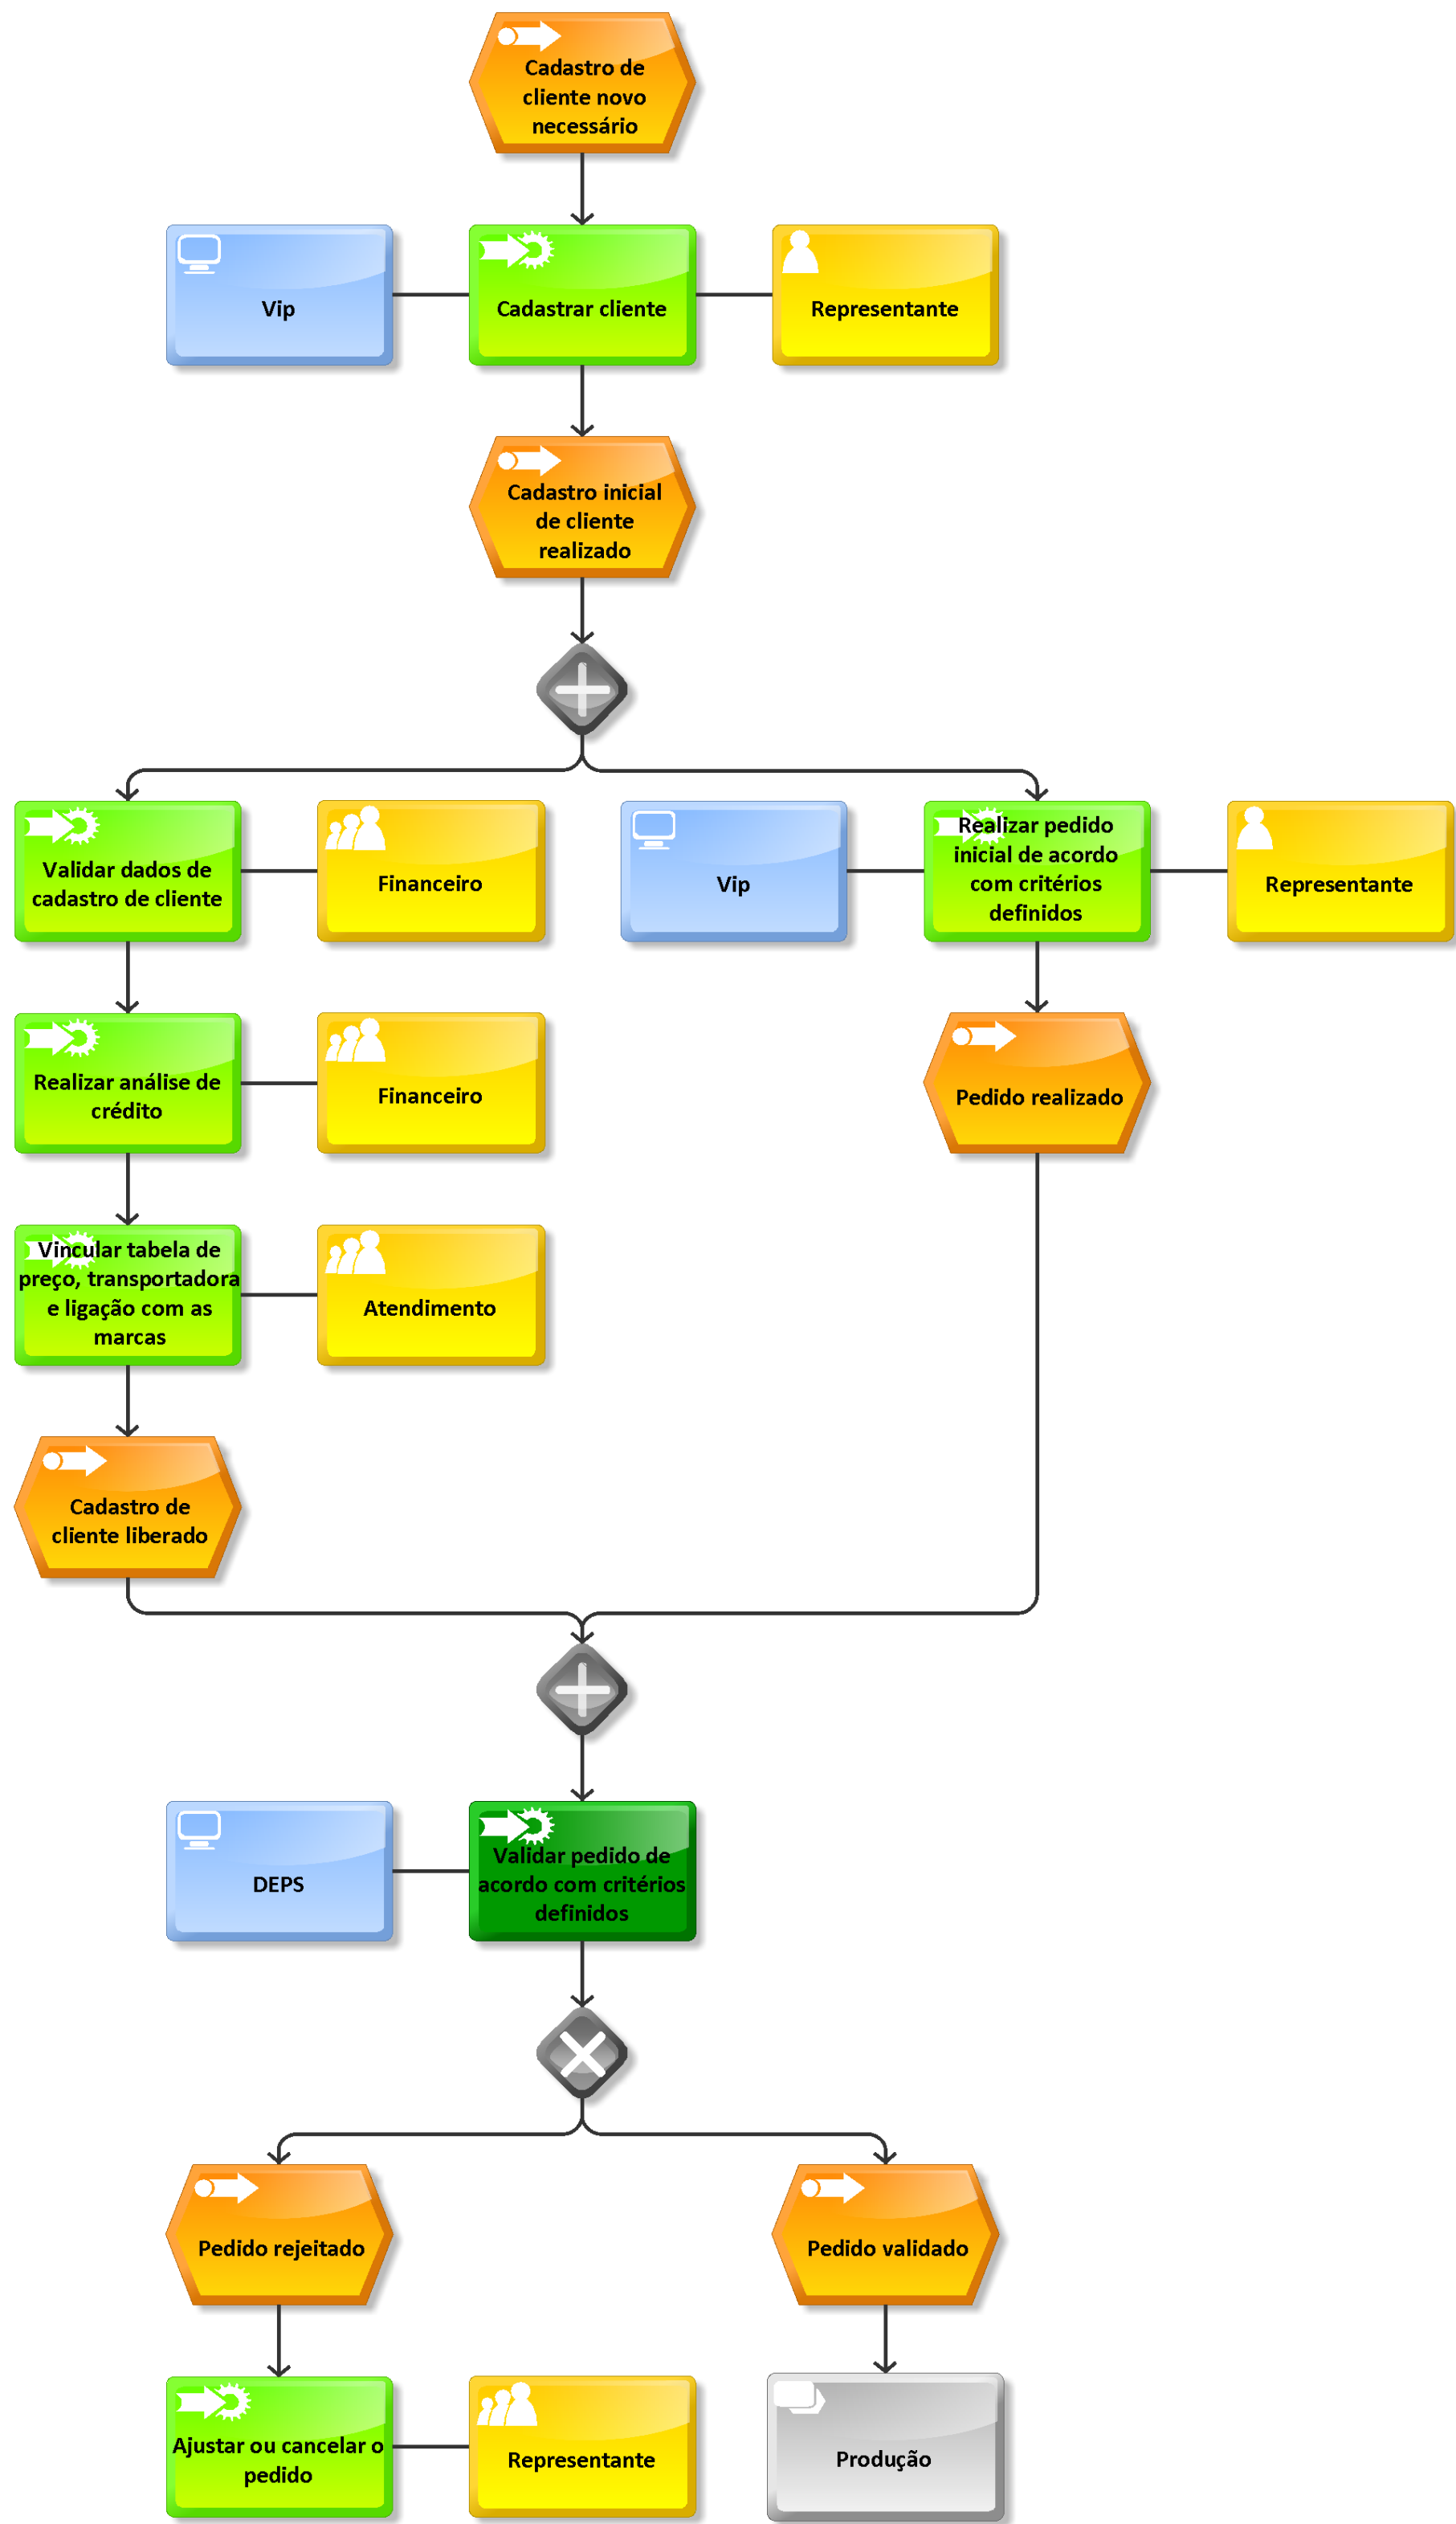 Cadastro de
cliente novo
necessário
Vip
Cadastrar cliente
Representante
Cadastro inicial
de cliente
realizado
Validar dados de
cadastro de cliente
Financeiro
Vip
Realizar pedido
inicial de acordo
com critérios
definidos
Representante
Realizar análise de
crédito
Financeiro
Pedido realizado
Vincular tabela de
preço, transportadora
e ligação com as
marcas
Atendimento
Cadastro de
cliente liberado
DEPS
Validar pedido de
acordo com critérios
definidos
Pedido rejeitado
Pedido validado
Ajustar ou cancelar o
pedido
Representante
Produção